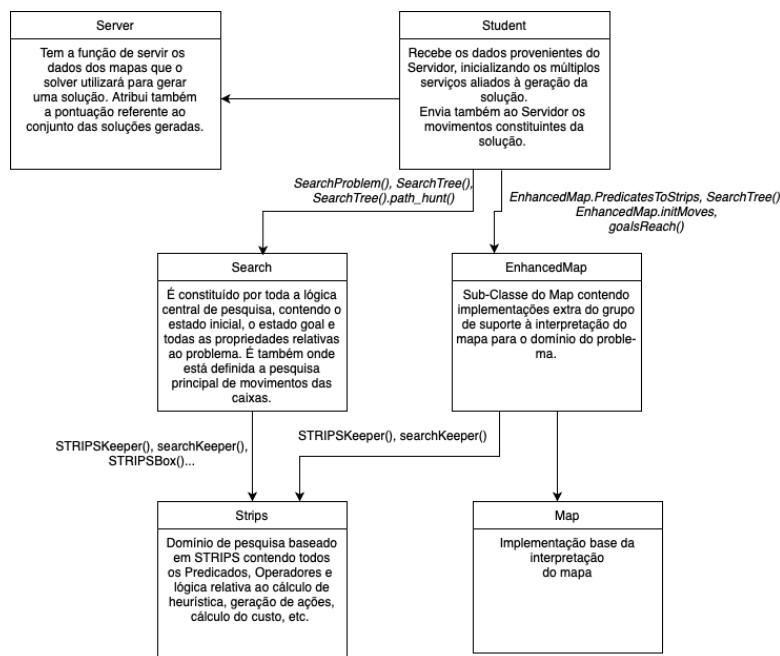 Server
Tem a função de servir os
dados dos mapas que o
solver utilizará para gerar
uma solução. Atribui também
a pontuação referente ao
conjunto das soluções geradas.
Student
Recebe os dados provenientes do
Servidor, inicializando os múltiplos
serviços aliados à geração da
solução.
Envia também ao Servidor os
movimentos constituintes da
solução.
SearchProblem(), SearchTree(),
SearchTree().path_hunt()
EnhancedMap.PredicatesToStrips, SearchTree()
EnhancedMap.initMoves,
goalsReach()
Search
É constituído por toda a lógica
central de pesquisa, contendo o
estado inicial, o estado goal e
todas as propriedades relativas
ao problema. É também onde
está definida a pesquisa
principal de movimentos das
caixas.
EnhancedMap
Sub-Classe do Map contendo
implementações extra do grupo
de suporte à interpretação do
mapa para o domínio do proble-
ma.
STRIPSKeeper(), searchKeeper(),
STRIPSBox()...
STRIPSKeeper(), searchKeeper()
Strips
Domínio de pesquisa baseado
em STRIPS contendo todos
os Predicados, Operadores e
lógica relativa ao cálculo de
heurística, geração de ações,
cálculo do custo, etc.
Map
Implementação base da
interpretação
do mapa